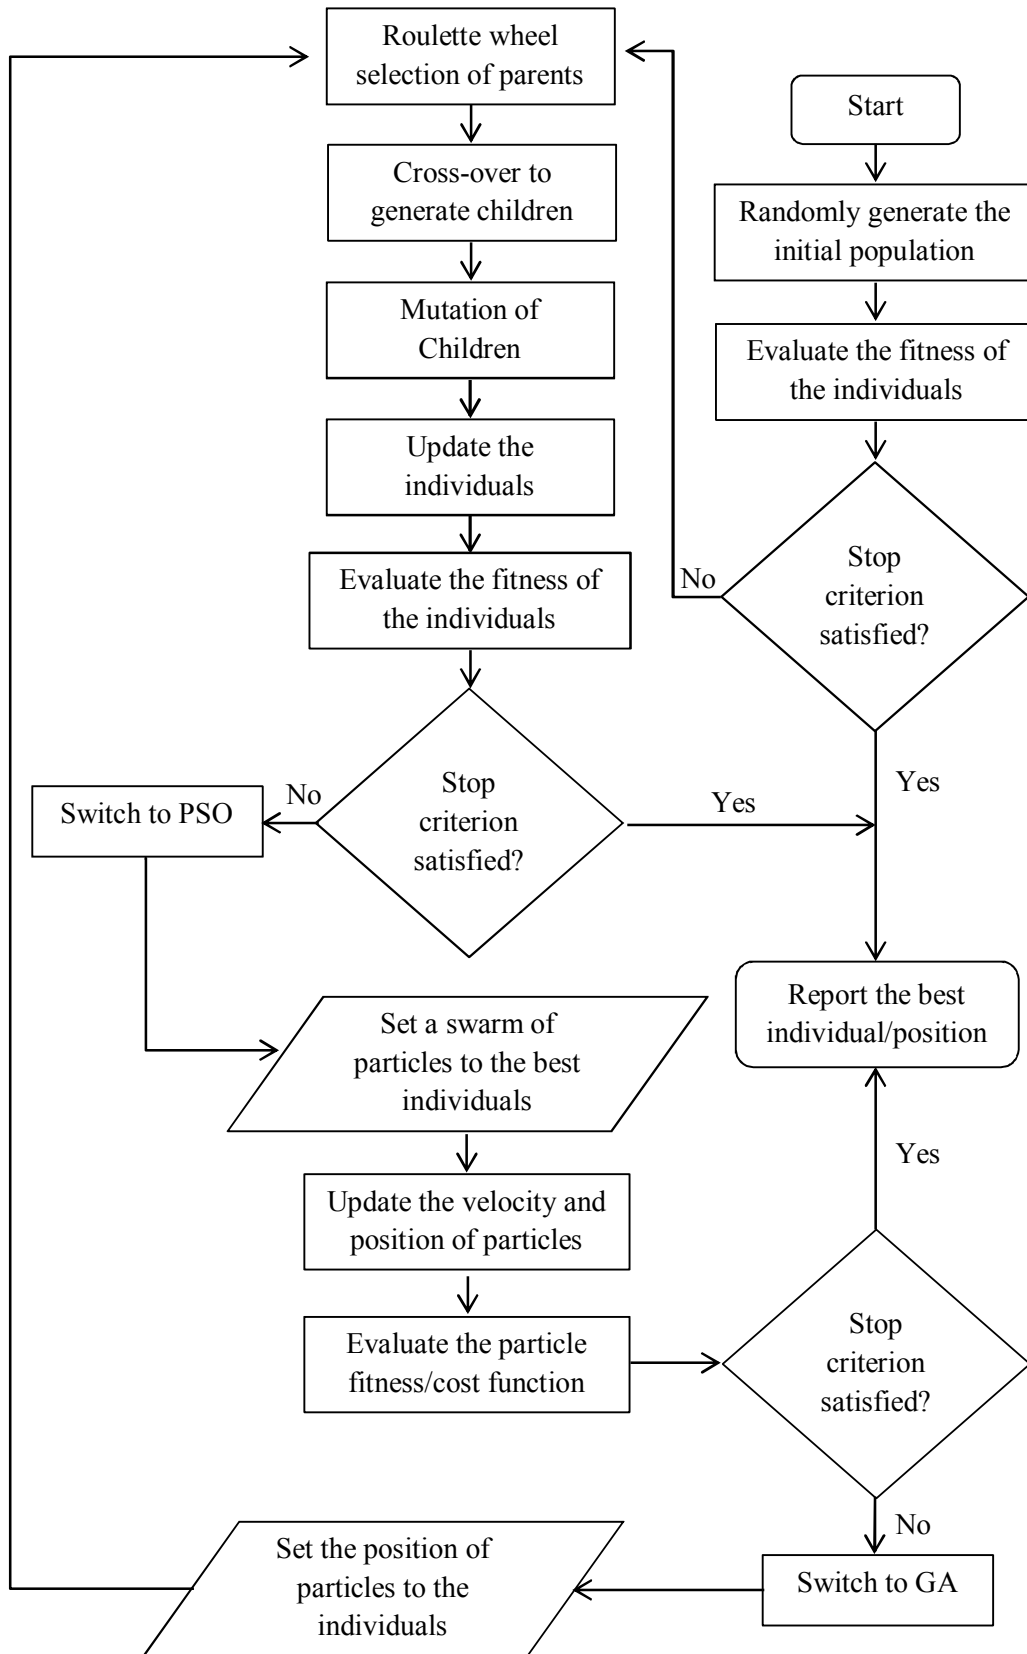 Roulette wheel
selection of parents
Start
Cross-over to
generate children
Randomly generate the
initial population
Mutation of
Children
Evaluate the fitness of
the individuals
Update the
individuals
Evaluate the fitness of
the individuals
No
Stop
criterion
satisfied?
Yes
Switch to PSO
No
Stop
criterion
satisfied?
Yes
Report the best
individual/position
Set a swarm of
particles to the best
individuals
Yes
Update the velocity and
position of particles
Evaluate the particle
fitness/cost function
Stop
criterion
satisfied?
No
Set the position of
particles to the
individuals
Switch to GA